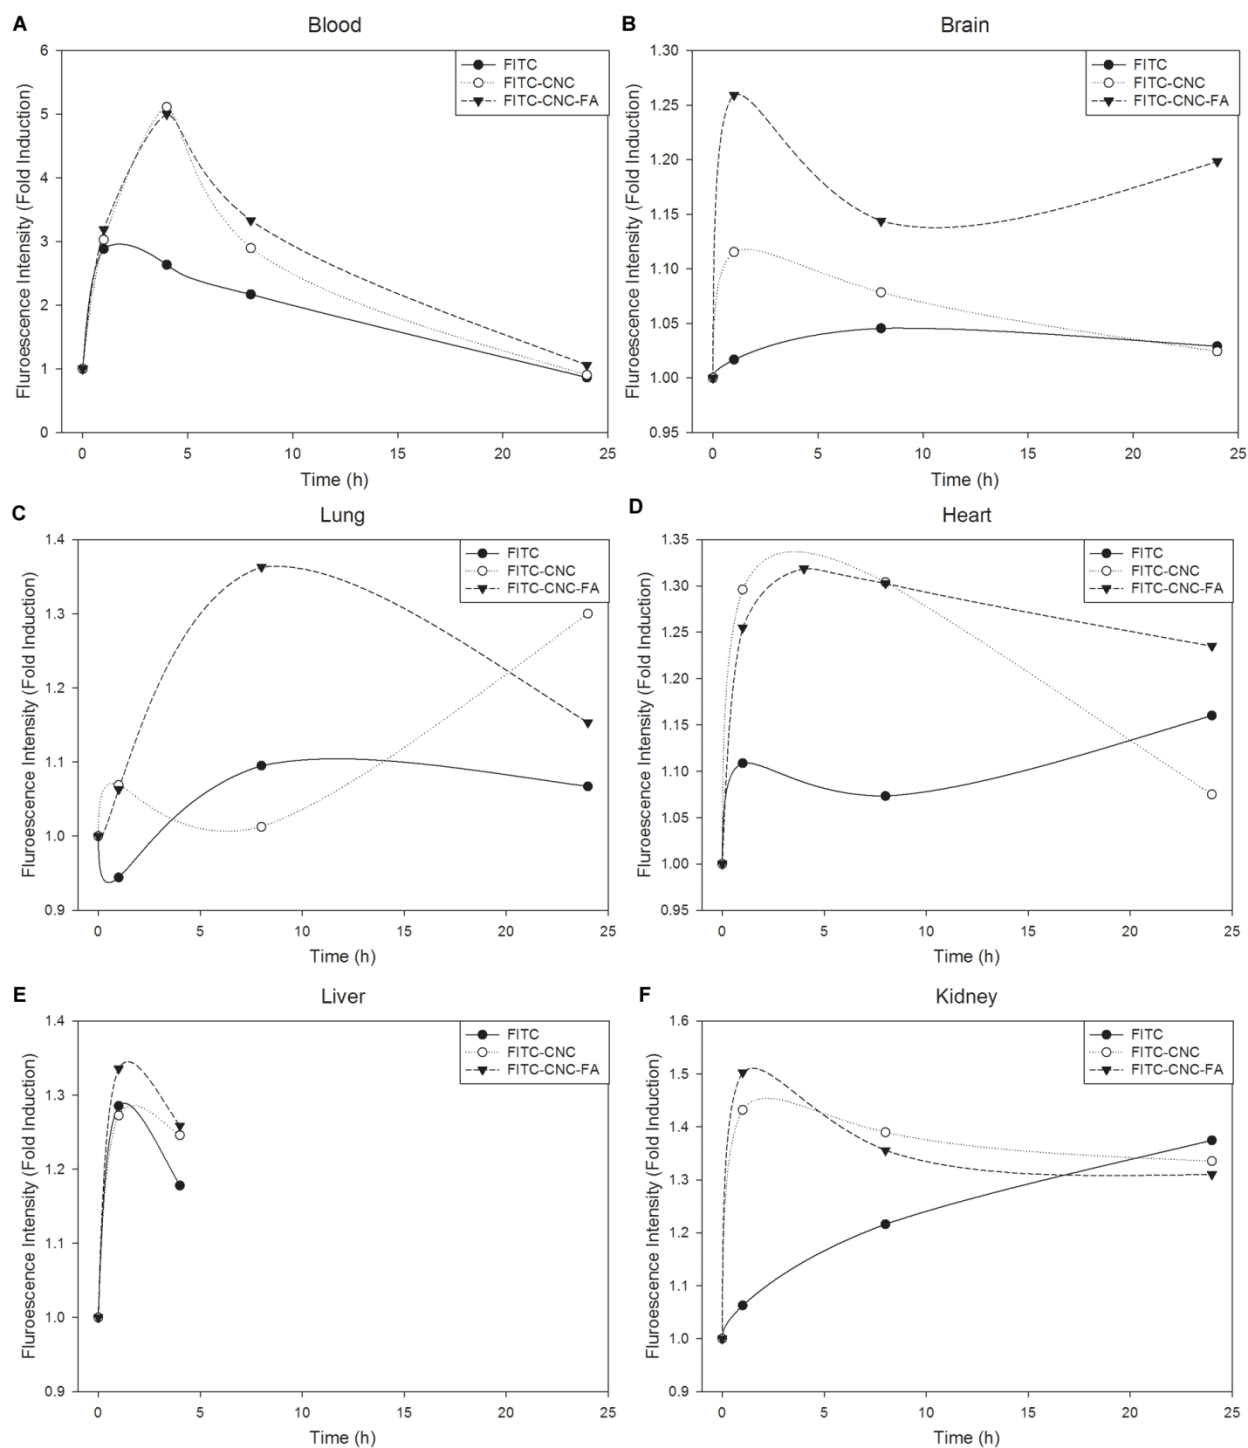 A
Blood
Fluroescence Intensity (Fold Induction)
6
5
4
3
2
1
0
FITC
FITC-CNC
FITC-CNC-FA
0 5 10 15 20 25
Time (h)
B
Brain
Fluroescence Intensity (Fold Induction)
1.30
1.25
1.20
1.15
1.10
1.05
1.00
0.95
FITC
FITC-CNC
FITC-CNC-FA
0 5 10 15 20 25
Time (h)
C
Lung
Fluroescence Intensity (Fold Induction)
1.4
1.3
1.2
1.1
1.0
0.9
FITC
FITC-CNC
FITC-CNC-FA
0 5 10 15 20 25
Time (h)
D
Heart
Fluroescence Intensity (Fold Induction)
1.35
1.30
1.25
1.20
1.15
1.10
1.05
1.00
0.95
FITC
FITC-CNC
FITC-CNC-FA
0 5 10 15 20 25
Time (h)
E
Liver
Fluroescence Intensity (Fold Induction)
1.4
1.3
1.2
1.1
1.0
0.9
FITC
FITC-CNC
FITC-CNC-FA
0 5 10 15 20 25
Time (h)
F
Kidney
Fluroescence Intensity (Fold Induction)
1.6
1.5
1.4
1.3
1.2
1.1
1.0
0.9
FITC
FITC-CNC
FITC-CNC-FA
0 5 10 15 20 25
Time (h)